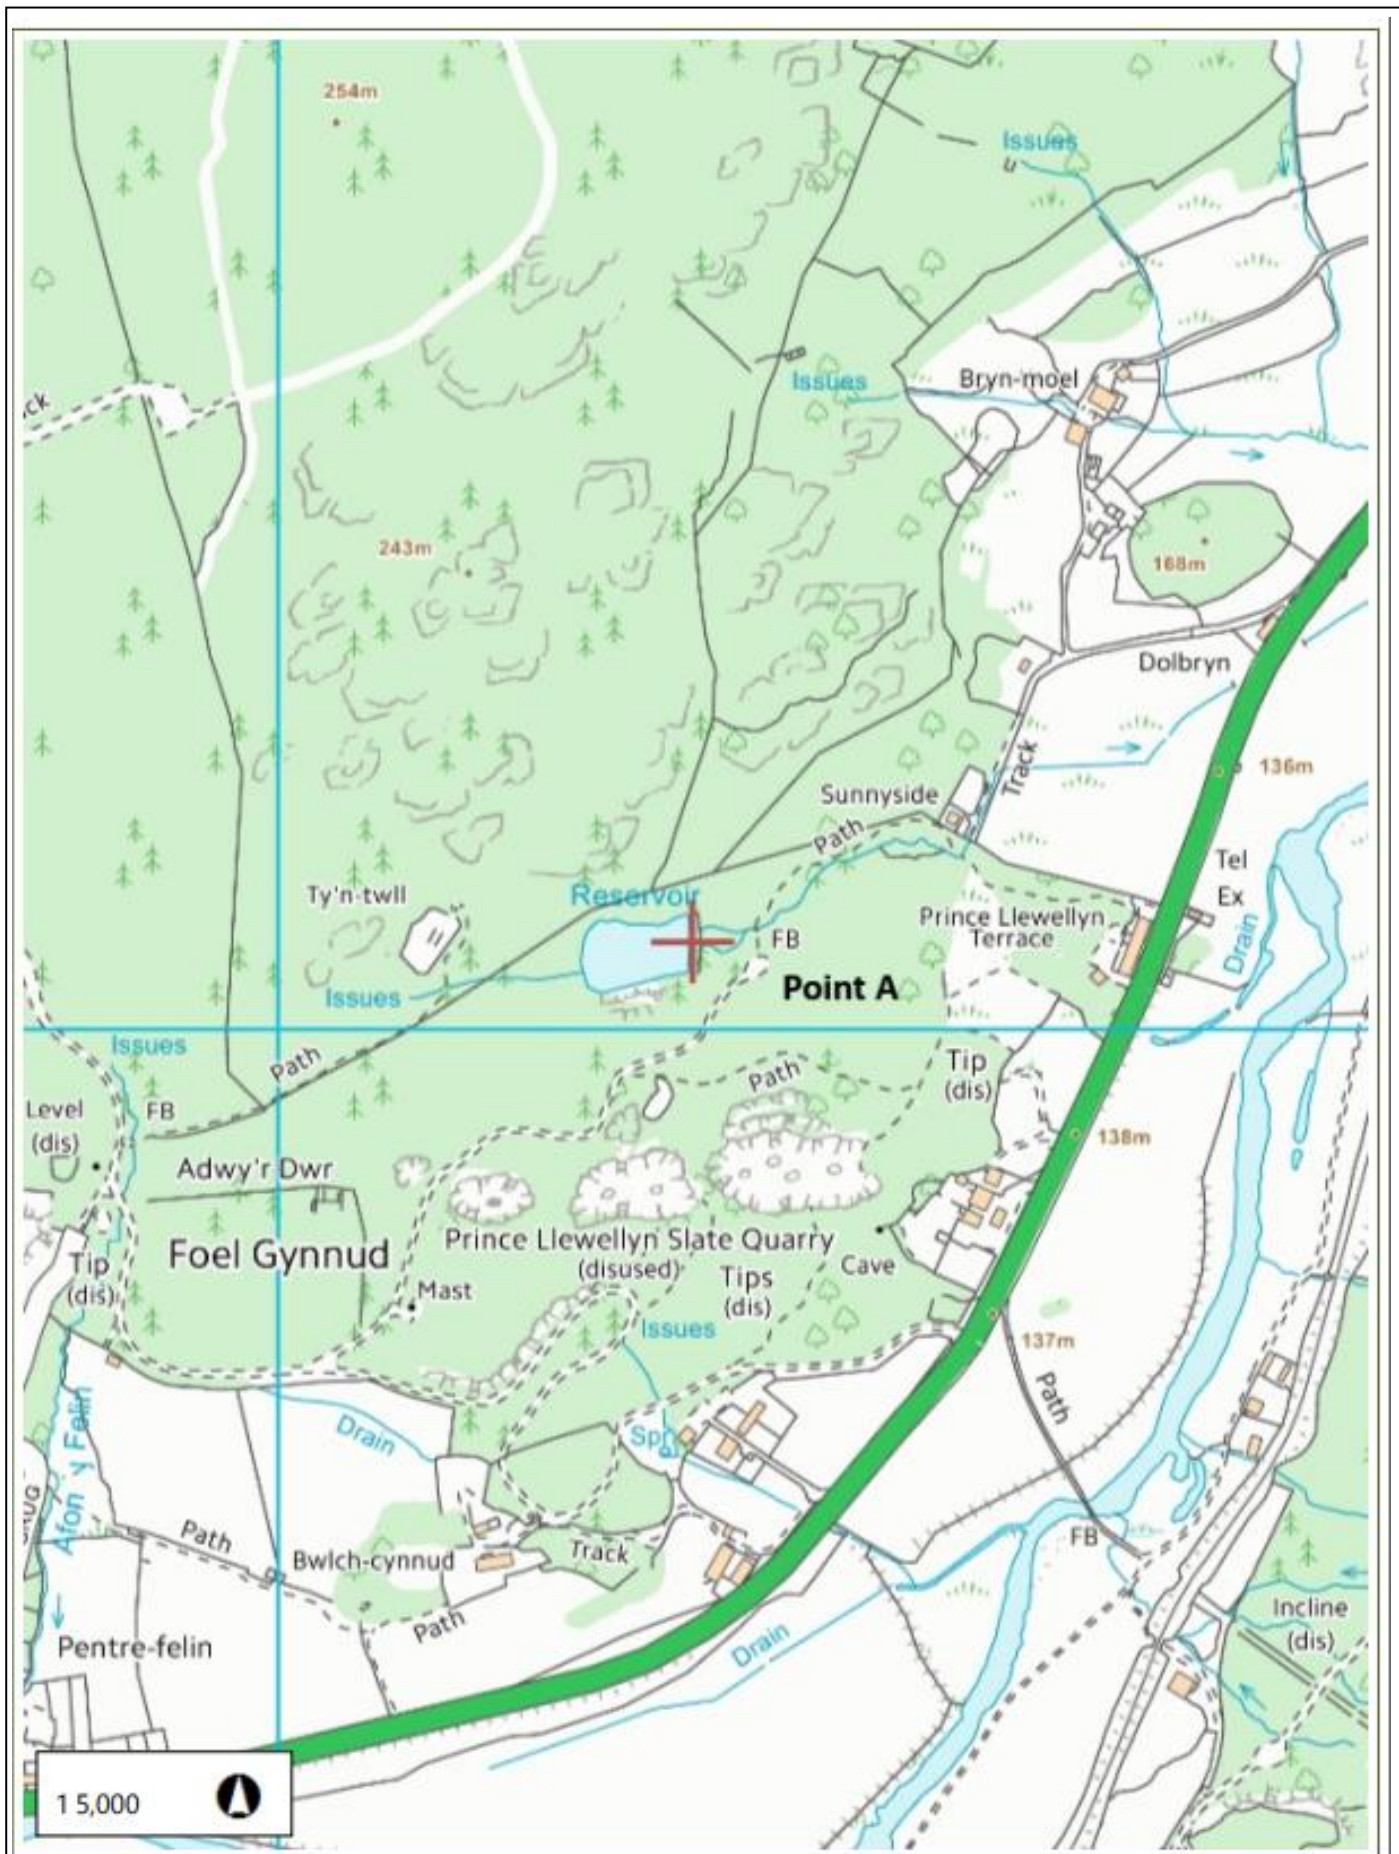 254m
Issues
Issues
Bryn-moel
ck
243m
168m
Dolbryn
136m
Track
Sunnyside
Path
Tel
Ex
Reservoir
Ty'n-twll
Prince Llewellyn
Terrace
FB
Drain
Point A
Issues
Issues
Path
Path
Tip
(dis)
Level
(dis)
FB
138m
Adwy'r Dwr
Foel Gynnud
Prince Llewellyn Slate Quarry
(disused)
Cave
Tip
(dis)
Tips
(dis)
Mast
Issues
137m
Path
Drain
Spr
Afon y Felin
FB
Path
Bwlch-cynnud
Track
Incline
(dis)
Path
Drain
Pentre-felin
1 5,000